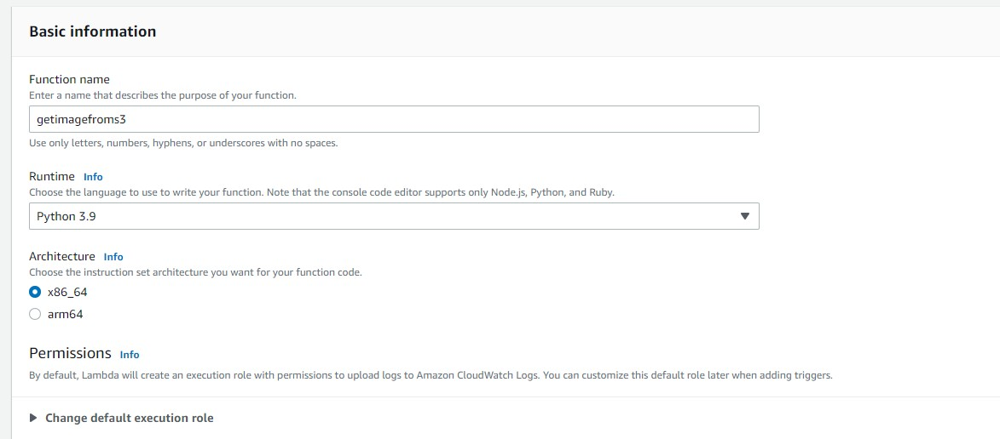 Basic information
Function name
Enter a name that describes the purpose of your function.
getimagefroms3
Use only letters, numbers, hyphens, or underscores with no spaces.
Runtime Info
Choose the language to use to write your function. Note that the console code editor supports only Node.js, Python, and Ruby.
Python 3.9
Architecture Info
Choose the instruction set architecture you want for your function code.
x86_64
arm64
Permissions Info
By default, Lambda will create an execution role with permissions to upload logs to Amazon CloudWatch Logs. You can customize this default role later when adding triggers.
Change default execution role